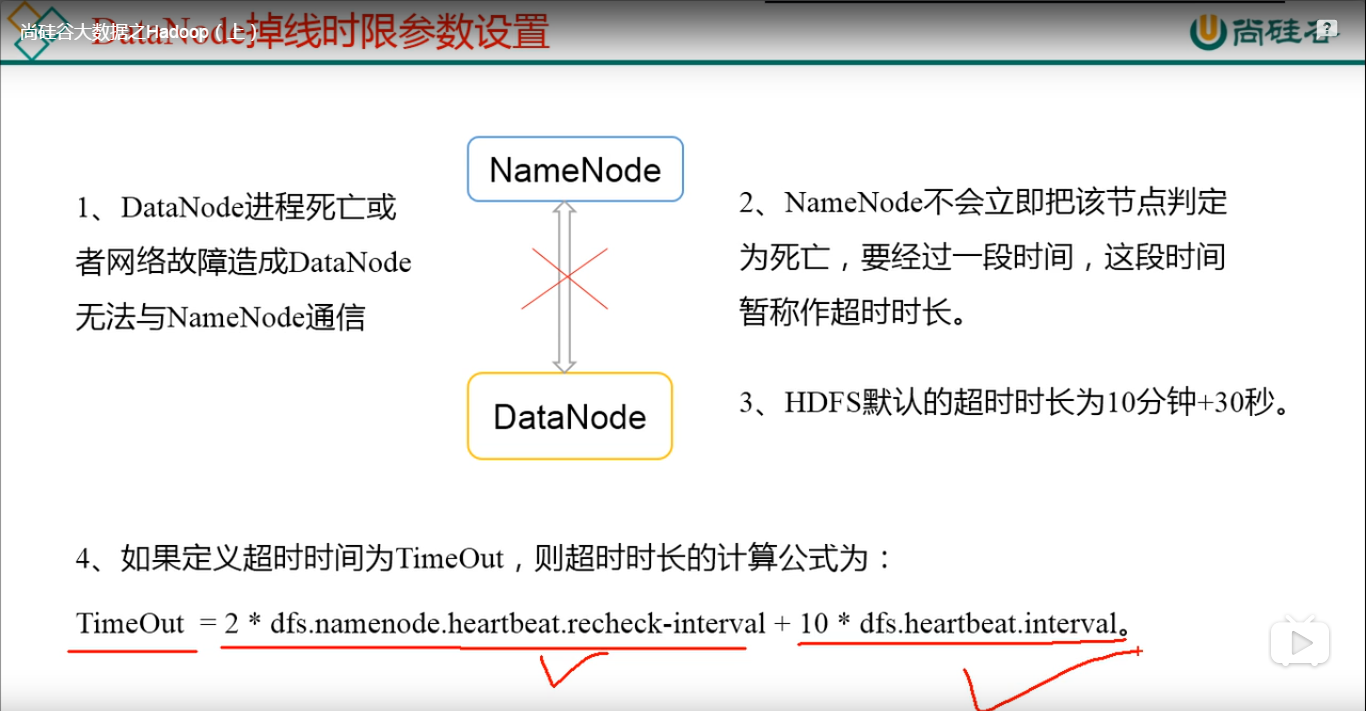 尚硅谷大数据之Hadoop（上）
DataNode掉线时限参数设置
尚硅谷
?
NameNode
1、DataNode进程死亡或
者网络故障造成DataNode
无法与NameNode通信
2、NameNode不会立即把该节点判定
为死亡，要经过一段时间，这段时间
暂称作超时时长。
DataNode
3、HDFS默认的超时时长为10分钟+30秒。
4、如果定义超时时间为TimeOut，则超时时长的计算公式为：
TimeOut = 2 * dfs.namenode.heartbeat.recheck-interval + 10 * dfs.heartbeat.interval。